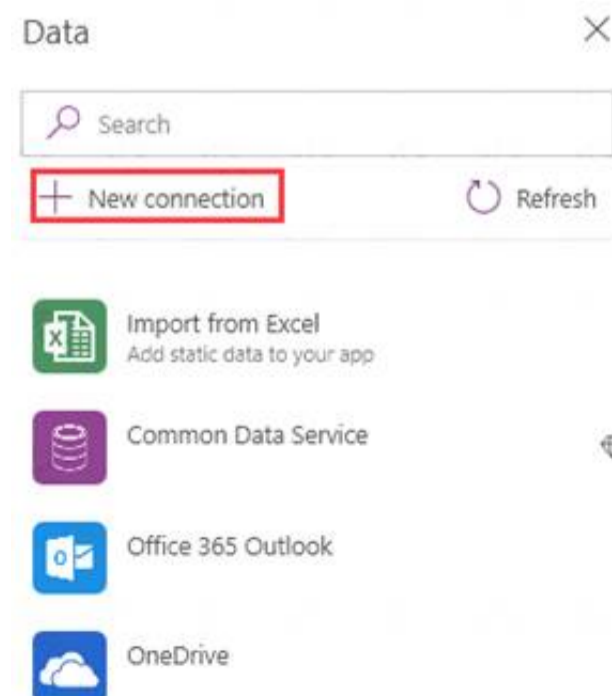 Data
Search
New connection
Refresh
Import from Excel
Add static data to your app
Common Data Service
Office 365 Outlook
OneDrive